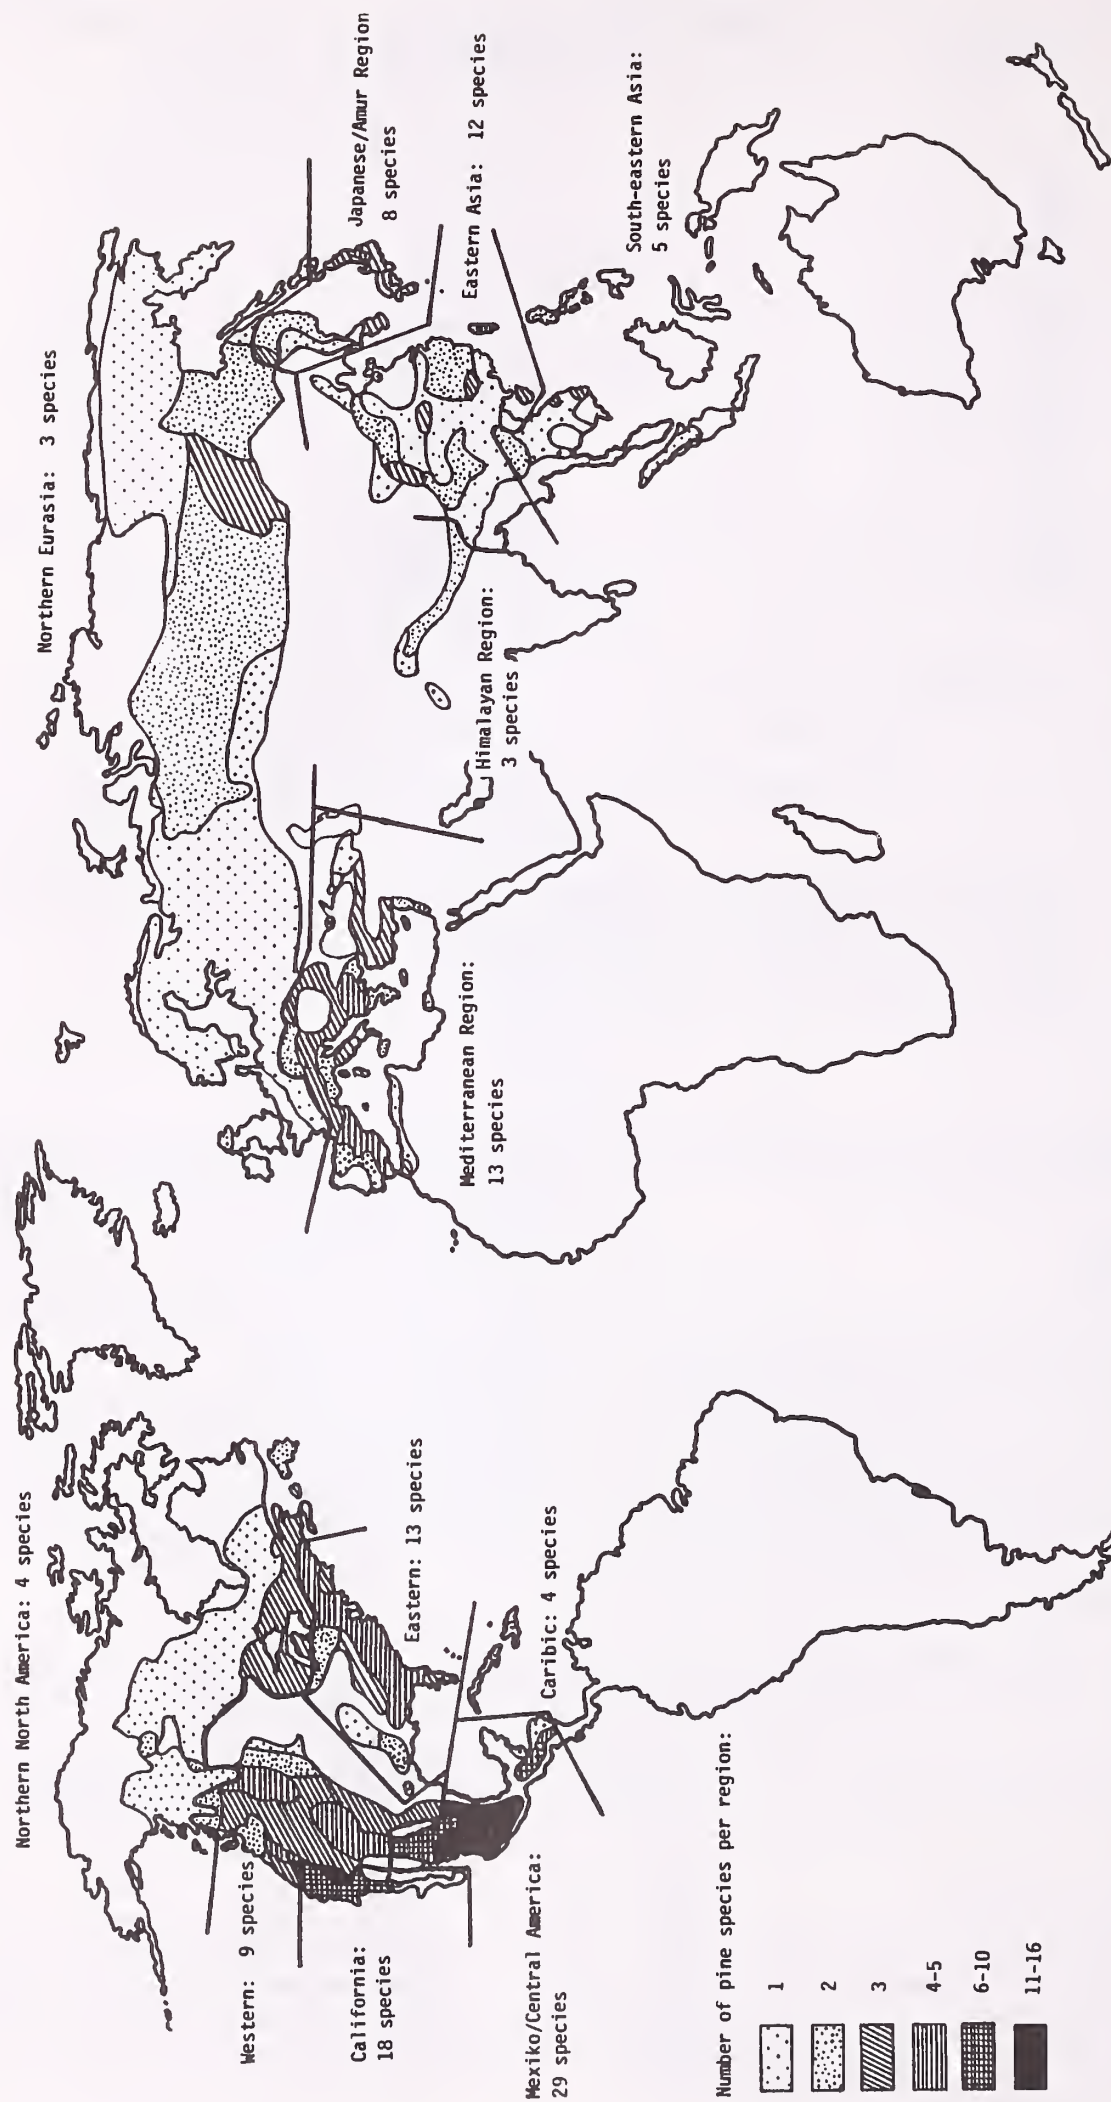 Northern North America: 4 species
Northern Eurasia: 3 species
Western: 9 species
California:
18 species
Eastern: 13 species
Mexiko/Central America:
29 species
Caribic: 4 species
Mediterranean Region:
13 species
Himalayan Region:
3 species
Japanese/Amur Region
8 species
Eastern Asia: 12 species
South-eastern Asia:
5 species
Number of pine species per region:
1
2
3
4-5
6-10
11-16